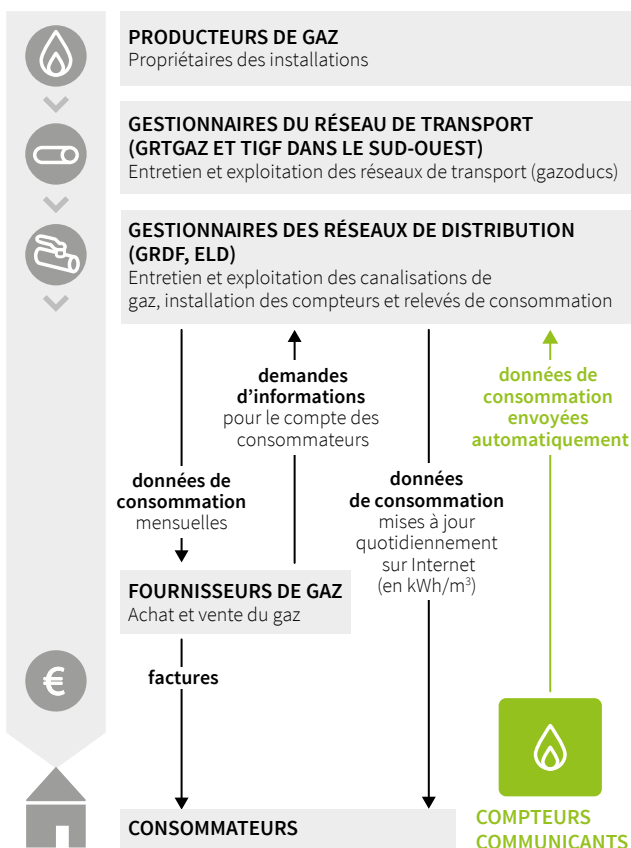 PRODUCTEURS DE GAZ
Propriétaires des installations
GESTIONNAIRES DU RÉSEAU DE TRANSPORT
(GRTGAZ ET TIGF DANS LE SUD-OUEST)
Entretien et exploitation des réseaux de transport (gazoducs)
GESTIONNAIRES DES RÉSEAUX DE DISTRIBUTION
(GRDF, ELD)
Entretien et exploitation des canalisations de
gaz, installation des compteurs et relevés de consommation
demandes
d'informations
pour le compte des
consommateurs
données de
consommation
envoyées
automatiquement
données de
consommation
mensuelles
données
de consommation
mises à jour
quotidiennement
sur Internet
(en kWh/m³)
FOURNISSEURS DE GAZ
Achat et vente du gaz
€
factures
CONSOMMATEURS
COMPTEURS
COMMUNICANTS